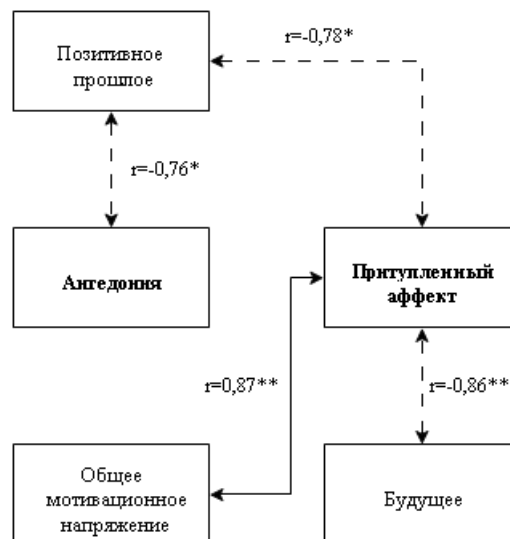 r=-0,78*
Позитивное
прошлое
r=-0,76*
Ангедония
Притупленный
аффект
r=0,87**
r=-0,86**
Общее
мотивационное
напряжение
Будущее